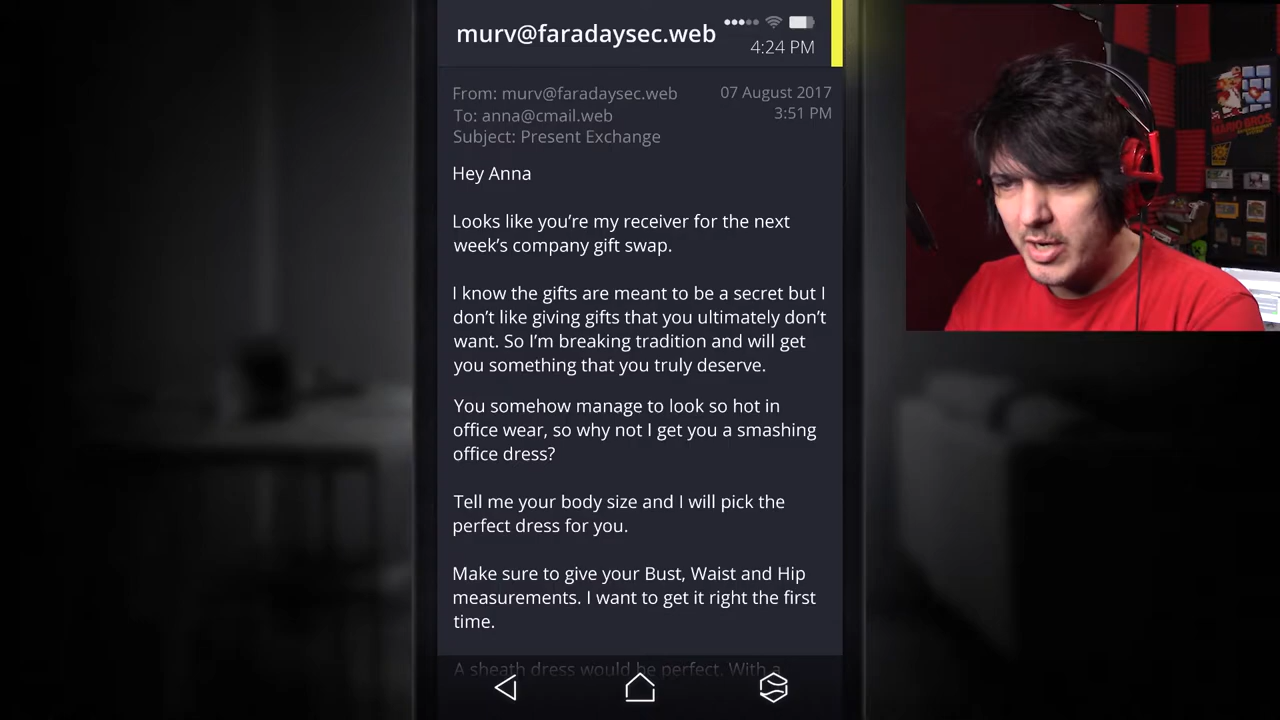 murv@faradaysec.web
4:24 PM
From: murv@faradaysec.web
07 August 2017
To: anna@cmail.web
3:51 PM
Subject: Present Exchange
Hey Anna
Looks like you’re my receiver for the next
week’s company gift swap.
I know the gifts are meant to be a secret but I
don’t like giving gifts that you ultimately don’t
want. So I’m breaking tradition and will get
you something that you truly deserve.
You somehow manage to look so hot in
office wear, so why not I get you a smashing
office dress?
Tell me your body size and I will pick the
perfect dress for you.
Make sure to give your Bust, Waist and Hip
measurements. I want to get it right the first
time.
A sheath dress would be perfect. With a
MARIO BROS.